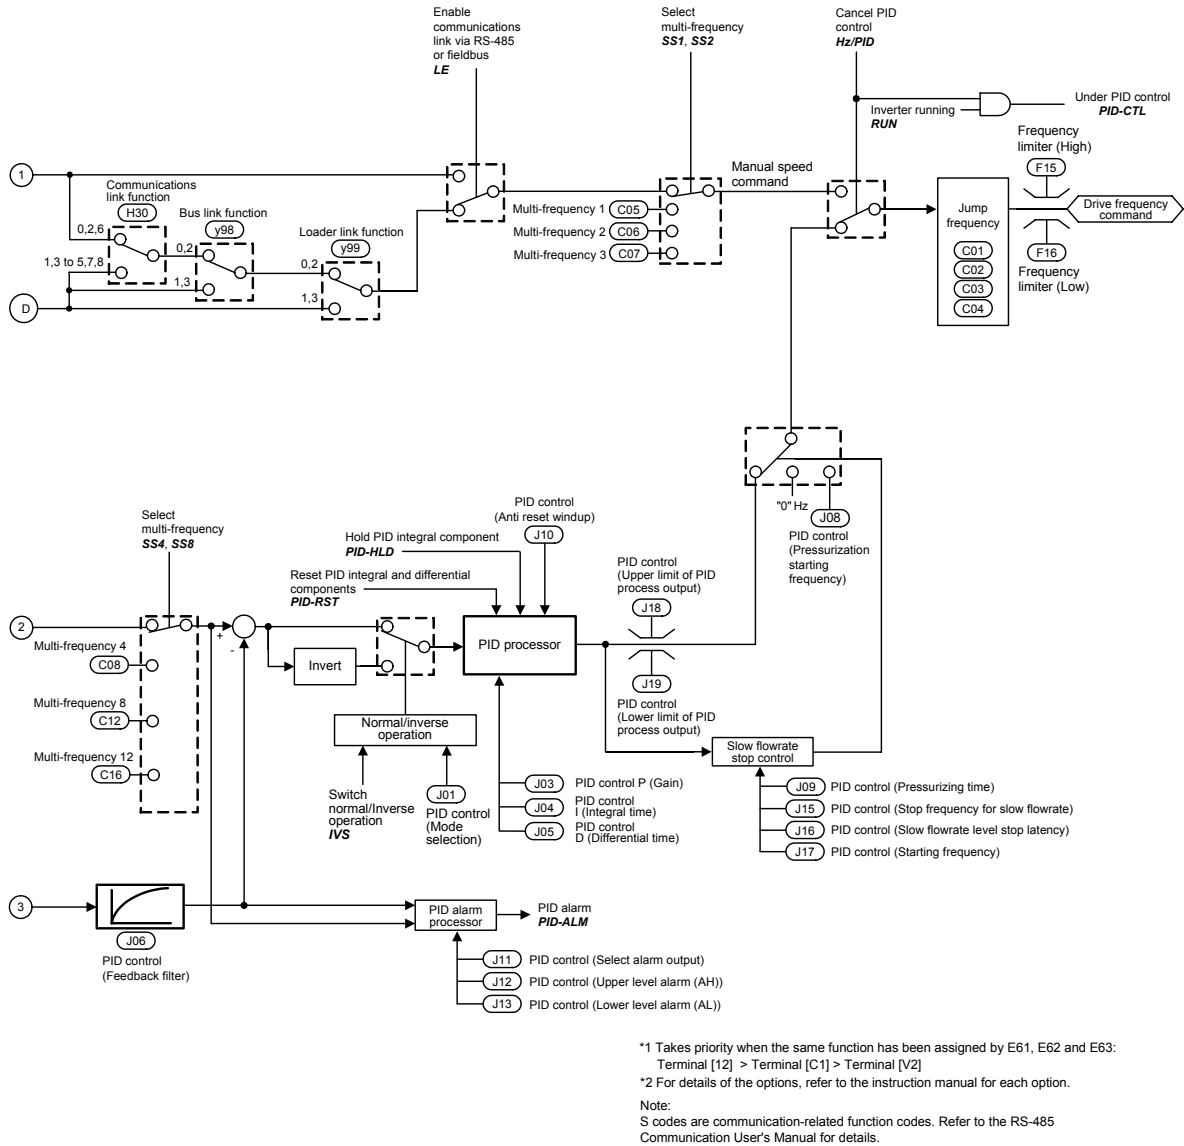 Enable
communications
link via RS-485
or fieldbus
LE
Select
multi-frequency
SS1, SS2
Cancel PID
control
Hz/PID
Inverter running
RUN
Under PID control
PID-CTL
Frequency
limiter (High)
F15
1
Communications
link function
H30
Bus link function
y98
Loader link function
y99
0,2,6
1,3 to 5,7,8
0,2
1,3
0,2
1,3
D
Manual speed
command
Multi-frequency 1
C05
Multi-frequency 2
C06
Multi-frequency 3
C07
Jump
frequency
C01
C02
C03
C04
Drive frequency
command
F16
Frequency
limiter (Low)
"0" Hz
J08
PID control
(Pressurization
starting
frequency)
Select
multi-frequency
SS4, SS8
PID control
(Anti reset windup)
J10
Hold PID integral component
PID-HLD
Reset PID integral and differential
components
PID-RST
2
+
-
Multi-frequency 4
C08
Multi-frequency 8
C12
Multi-frequency 12
C16
Invert
PID processor
PID control
(Upper limit of PID
process output)
J18
J19
PID control
(Lower limit of PID
process output)
Normal/inverse
operation
Switch
normal/Inverse
operation
IVS
J01
PID control
(Mode
selection)
J03 PID control P (Gain)
J04 PID control
I (Integral time)
J05 PID control
D (Differential time)
Slow flowrate
stop control
J09 PID control (Pressurizing time)
J15 PID control (Stop frequency for slow flowrate)
J16 PID control (Slow flowrate level stop latency)
J17 PID control (Starting frequency)
3
J06
PID control
(Feedback filter)
PID alarm
processor
PID alarm
PID-ALM
J11 PID control (Select alarm output)
J12 PID control (Upper level alarm (AH))
J13 PID control (Lower level alarm (AL))
*1 Takes priority when the same function has been assigned by E61, E62 and E63:
Terminal [12] > Terminal [C1] > Terminal [V2]
*2 For details of the options, refer to the instruction manual for each option.
Note:
S codes are communication-related function codes. Refer to the RS-485
Communication User's Manual for details.